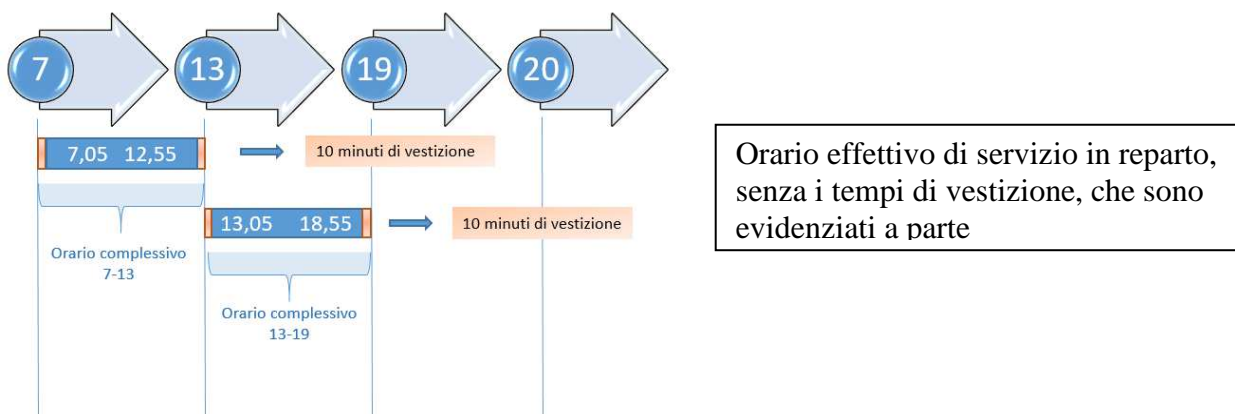 7 13 19 20
7,05 12,55
10 minuti di vestizione
13,05 18,55
10 minuti di vestizione
Orario complessivo
7-13
Orario complessivo
13-19
Orario effettivo di servizio in reparto,
senza i tempi di vestizione, che sono
evidenziati a parte